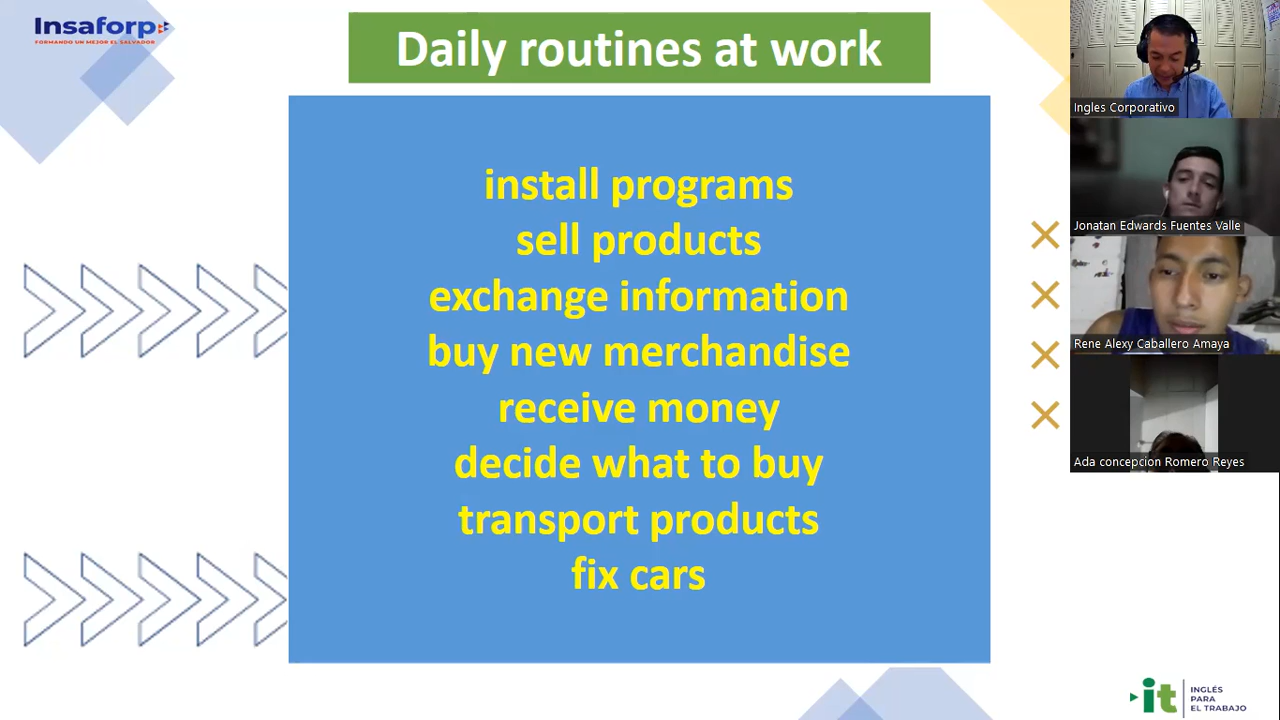 Insaforp
FORMANDO UN MEJOR EL SALVADOR
Daily routines at work
install programs
sell products
exchange information
buy new merchandise
receive money
decide what to buy
transport products
fix cars
Ingles Corporativo
Jonatan Edwards Fuentes Valle
Rene Alexy Caballero Amaya
Ada concepcion Romero Reyes
it
INGLÉS
PARA
EL TRABAJO